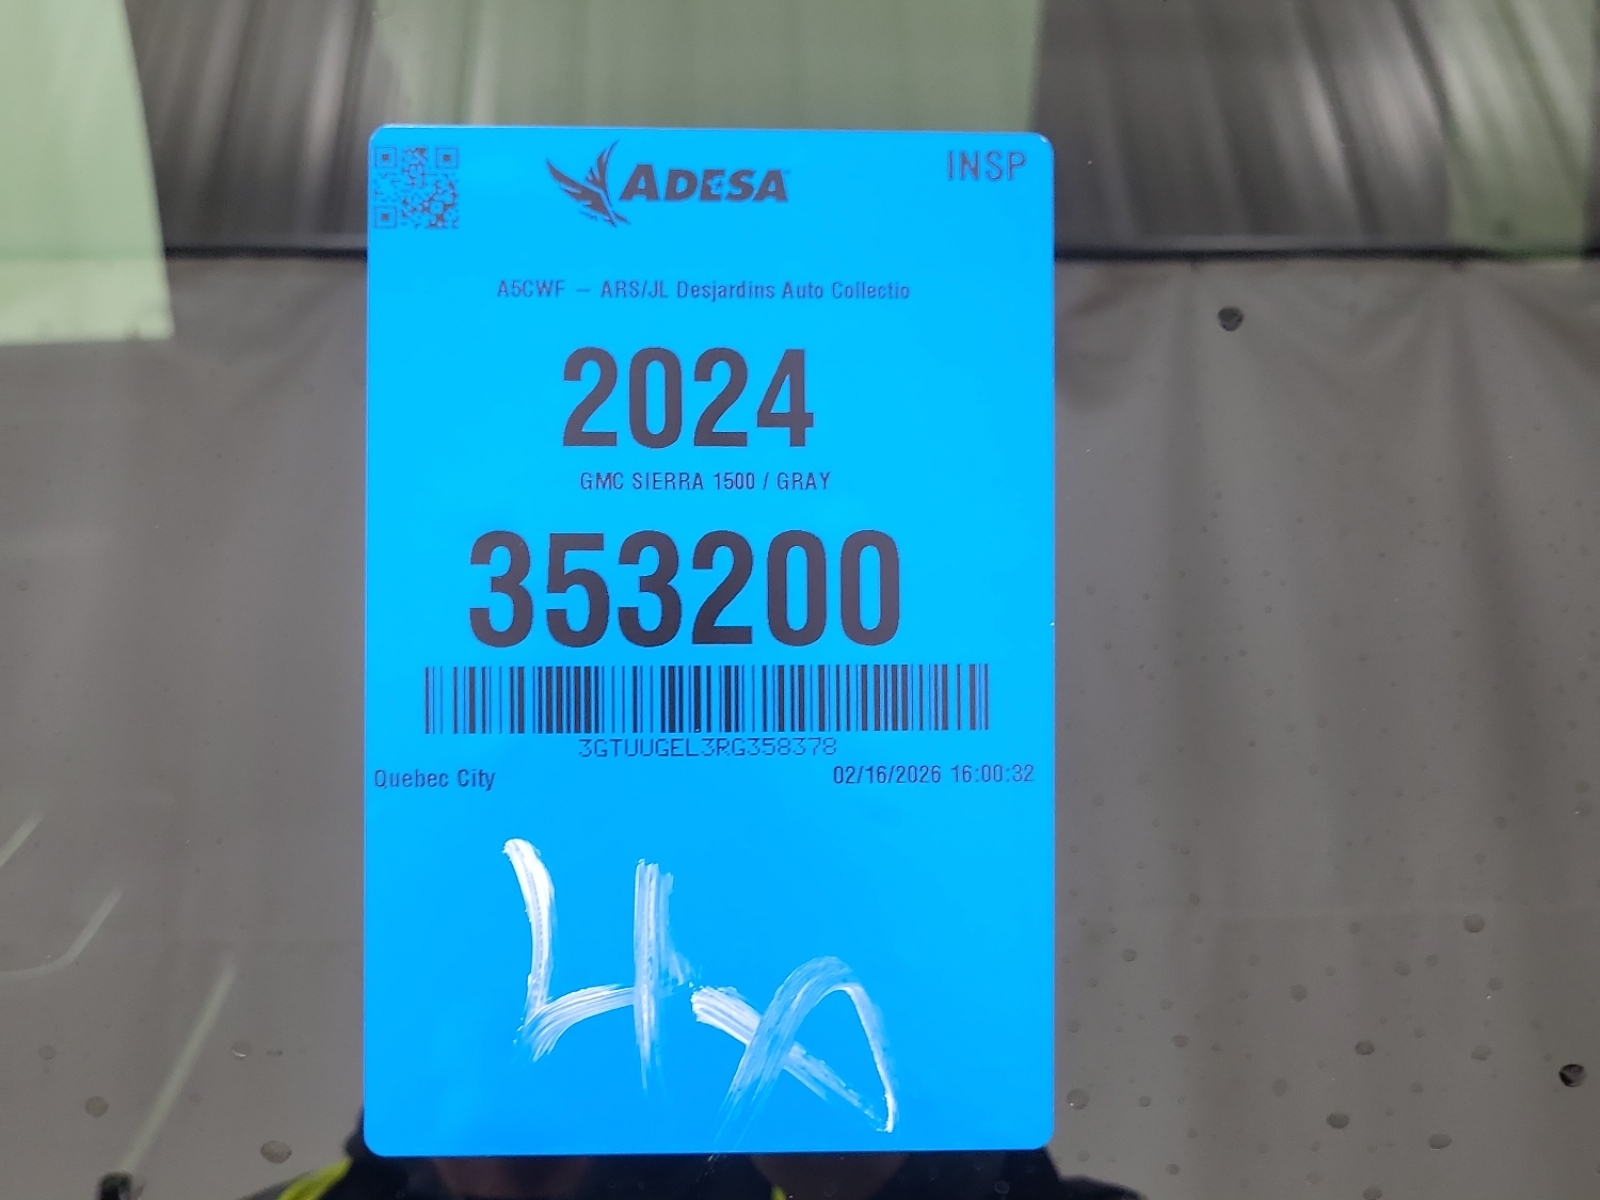 ADESA
INSP
A5CWF – ARS/JL Desjardins Auto Collectio
2024
GMC SIERRA 1500 / GRAY
353200
3GTUUGEL3RG358378
Quebec City
02/16/2026 16:00:32